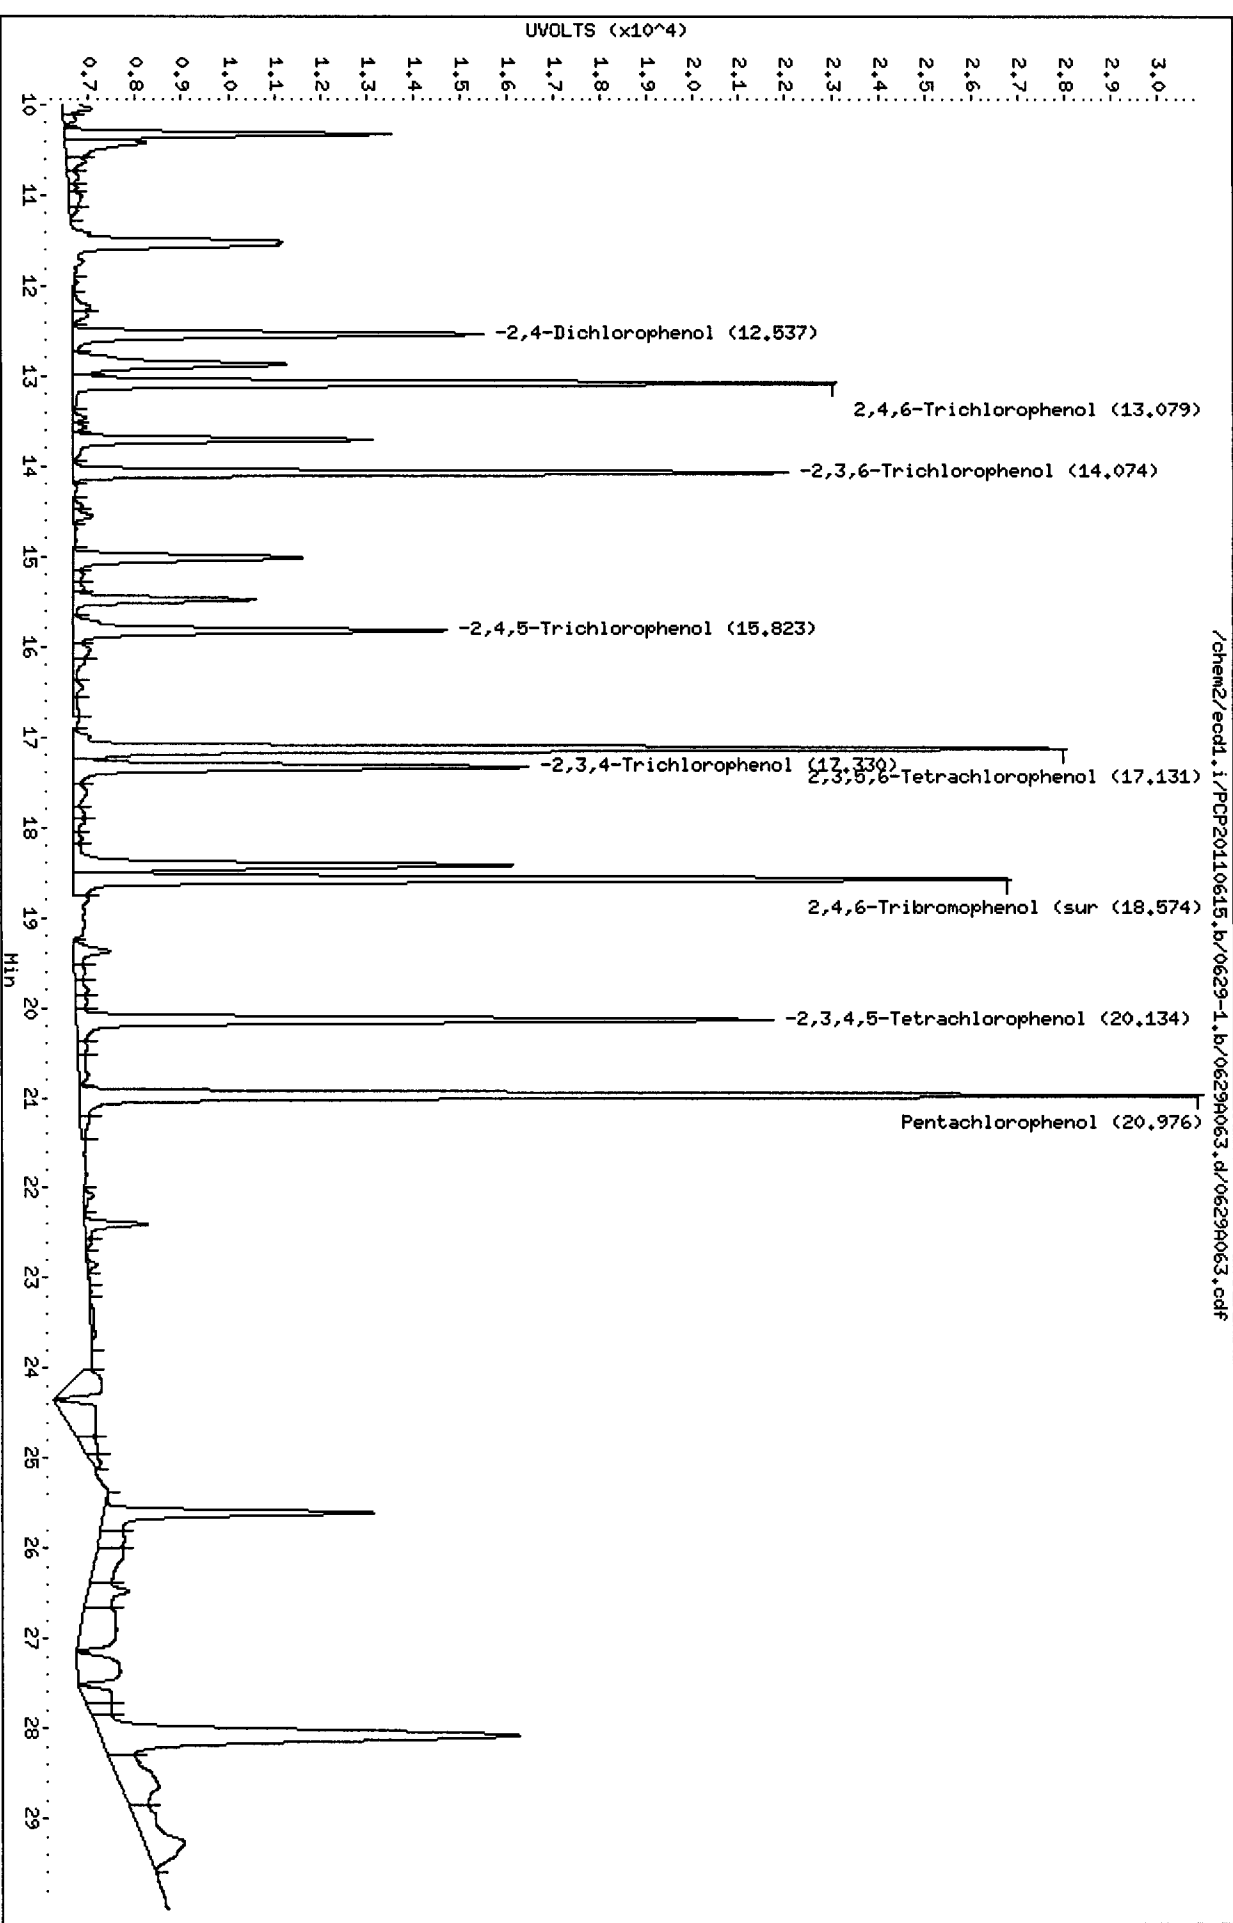 /chem2/ecd1.i/PCP20110615.b/0629-1.b/0629A063.d/0629A063.cdf
UVOLTS (x10^4)
0.7 0.8 0.9 1.0 1.1 1.2 1.3 1.4 1.5 1.6 1.7 1.8 1.9 2.0 2.1 2.2 2.3 2.4 2.5 2.6 2.7 2.8 2.9 3.0
-2,4-Dichlorophenol (12.537)
2,4,6-Trichlorophenol (13.079)
-2,3,6-Trichlorophenol (14.074)
-2,4,5-Trichlorophenol (15.823)
-2,3,4-Trichlorophenol (17.330)
2,3,5,6-Tetrachlorophenol (17.131)
2,4,6-Tribromophenol (sur (18.574)
-2,3,4,5-Tetrachlorophenol (20.134)
Pentachlorophenol (20.976)
10 11 12 13 14 15 16 17 18 19 20 21 22 23 24 25 26 27 28 29
Min